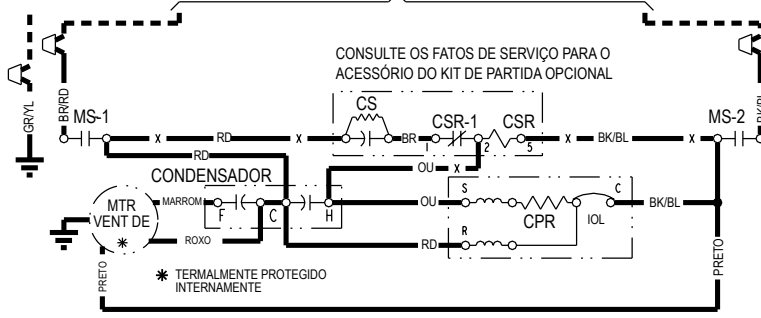 CONSULTE OS FATOS DE SERVIÇO PARA O
ACESSÓRIO DO KIT DE PARTIDA OPCIONAL
GR/YL
BR/RD
MS-1
CS
CSR-1
CSR
MS-2
X
RD
X
BR
1
2
5
X
BK/BL
X
RD
OU
X
CONDENSADOR
MARROM
F
C
H
OU
S
C
BK/BL
CPR
IOL
MTR
VENT DE
*
ROXO
RD
R
PRETO
* TERMALMENTE PROTEGIDO
INTERNAMENTE
PRETO